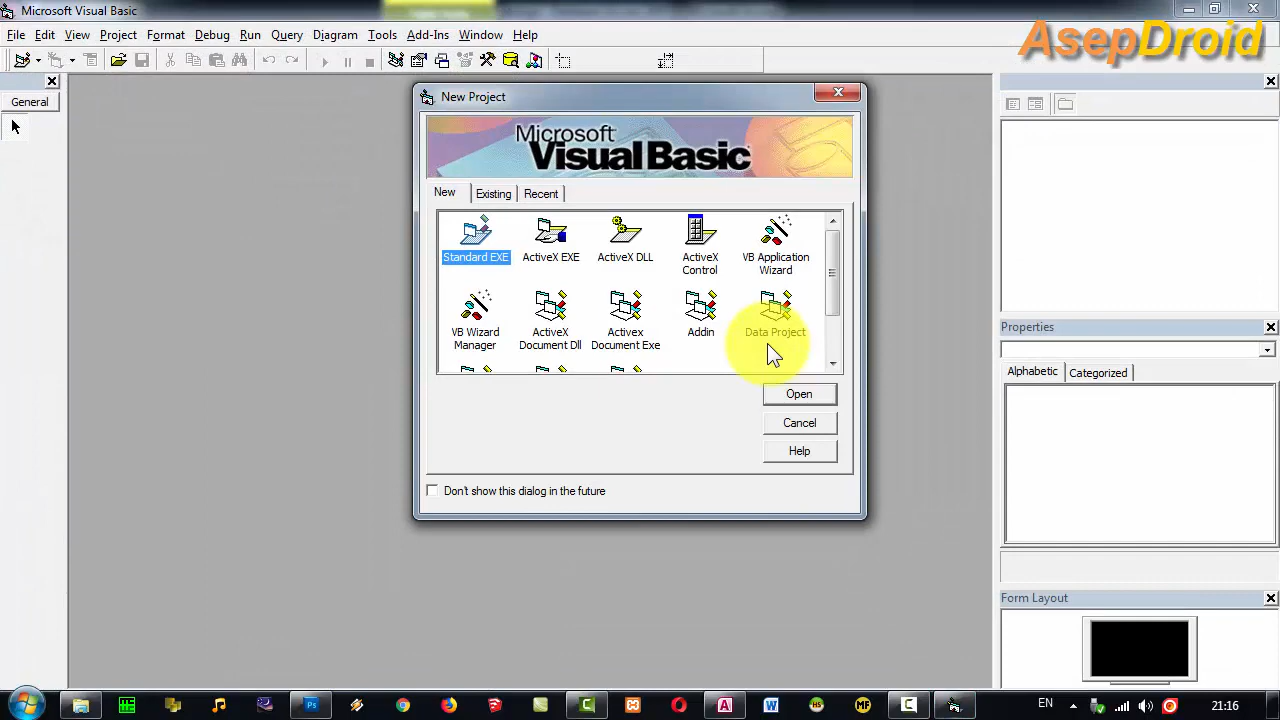 Microsoft Visual Basic
File Edit View Project Format Debug Run Query Diagram Tools Add-Ins Window Help
AsepDroid
General
New Project
Microsoft
Visual Basic
New Existing Recent
Standard EXE
ActiveX EXE
ActiveX DLL
ActiveX
Control
VB Application
Wizard
VB Wizard
Manager
ActiveX
Document Dll
Activex
Document Exe
Addin
Data Project
Open
Cancel
Help
Don't show this dialog in the future
Properties
Alphabetic Categorized
Form Layout
EN
21:16